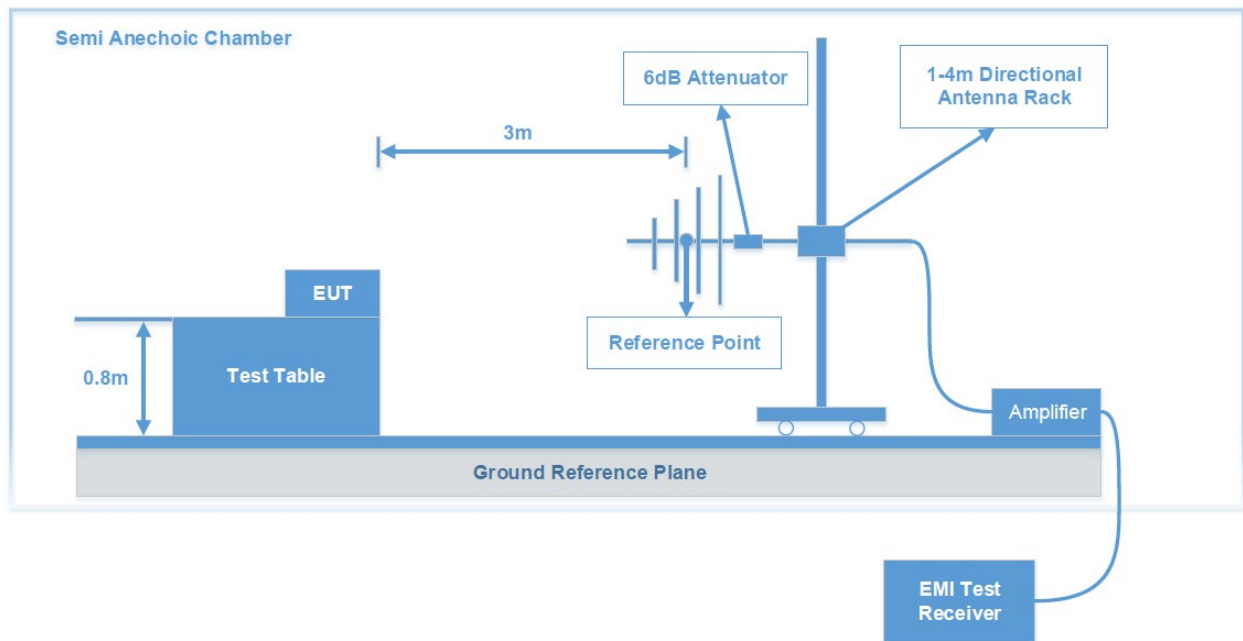 Semi Anechoic Chamber
6dB Attenuator
1-4m Directional
Antenna Rack
3m
EUT
Reference Point
0.8m
Test Table
Amplifier
Ground Reference Plane
EMI Test
Receiver